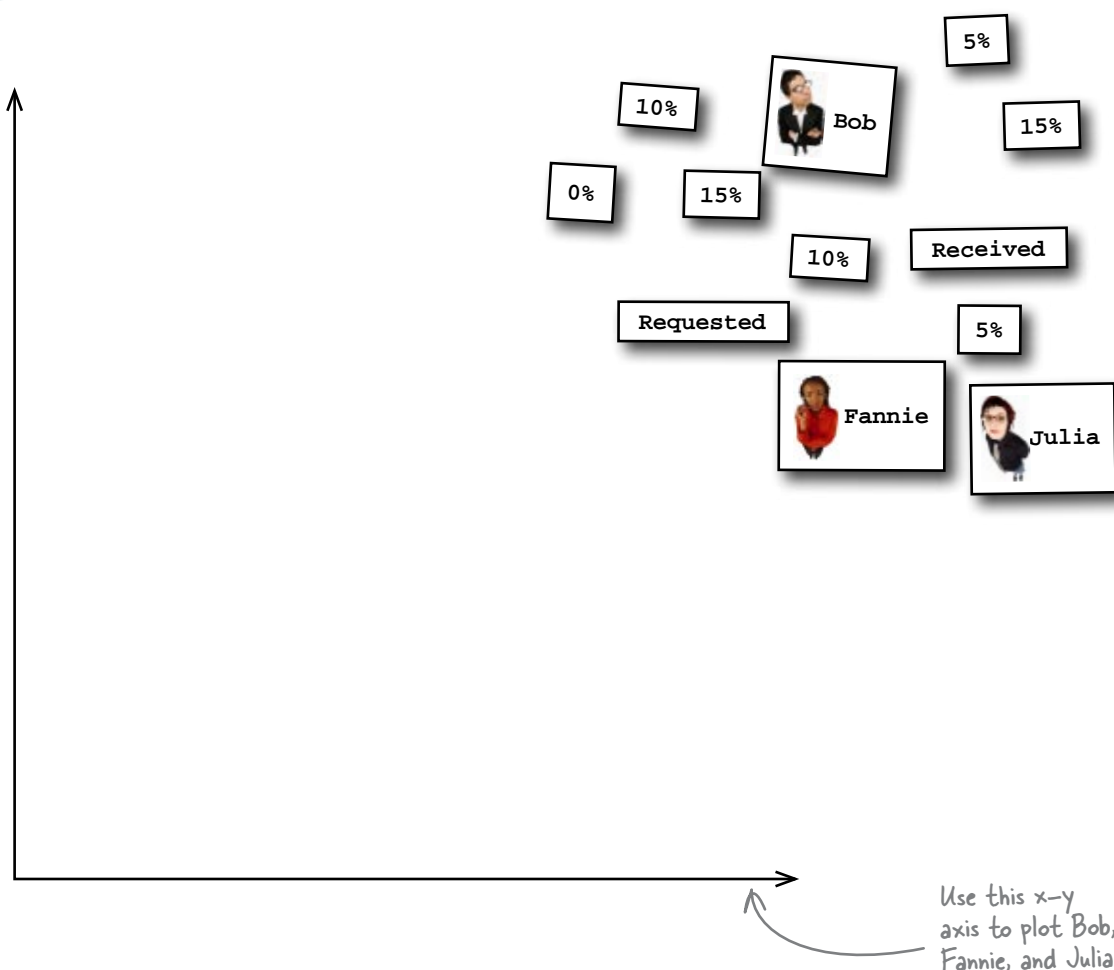 5%
10%
Bob
15%
0%
15%
10%
Received
Requested
5%
Fannie
Julia
Use this x-y
axis to plot Bob,
Fannie, and Julia